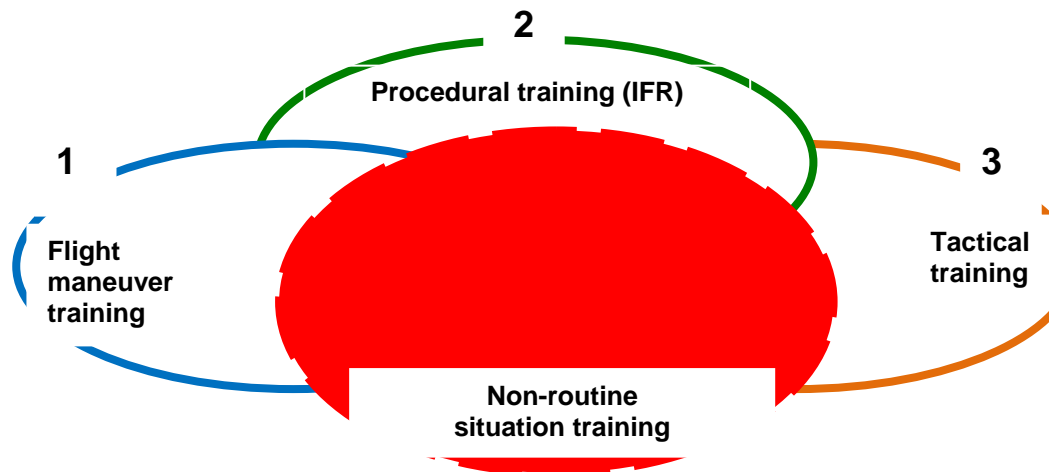 2
Procedural training (IFR)
1
3
Flight
maneuver
training
Tactical
training
Non-routine
situation training